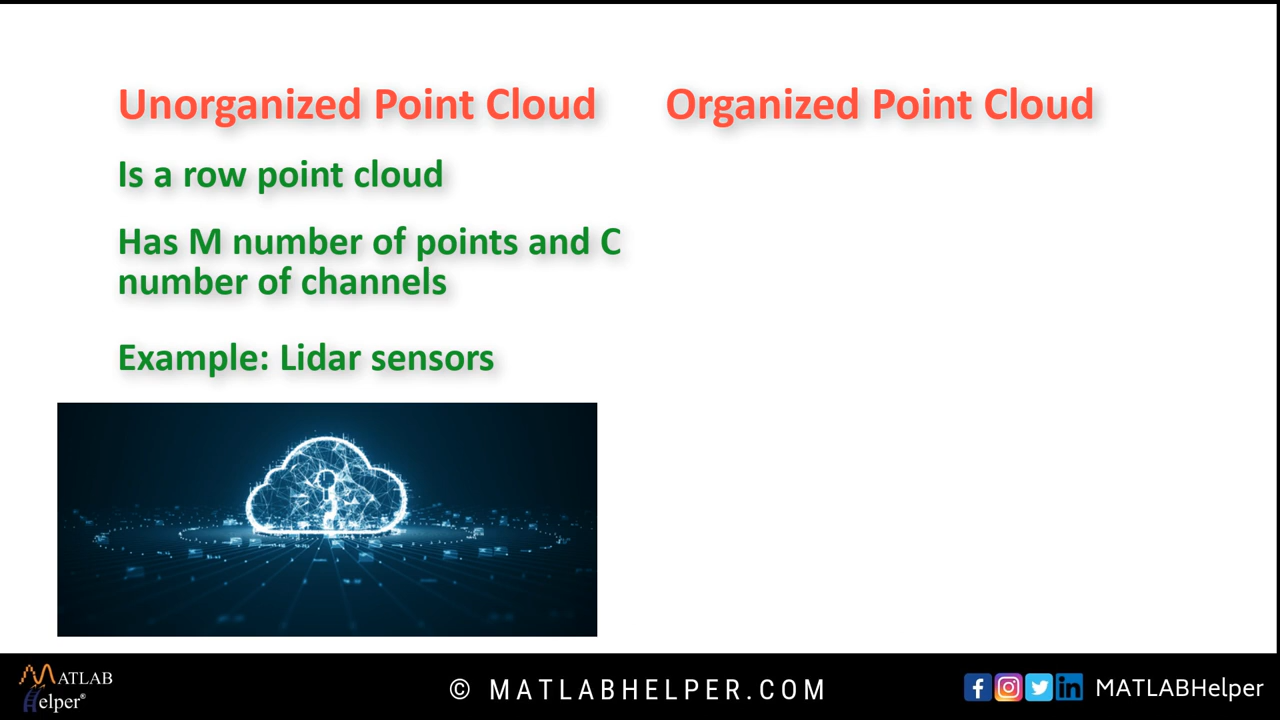 Unorganized Point Cloud
Organized Point Cloud
Is a row point cloud
Has M number of points and C
number of channels
Example: Lidar sensors
MATLAB
Helper®
© MATLABHELPER.COM
MATLABHelper